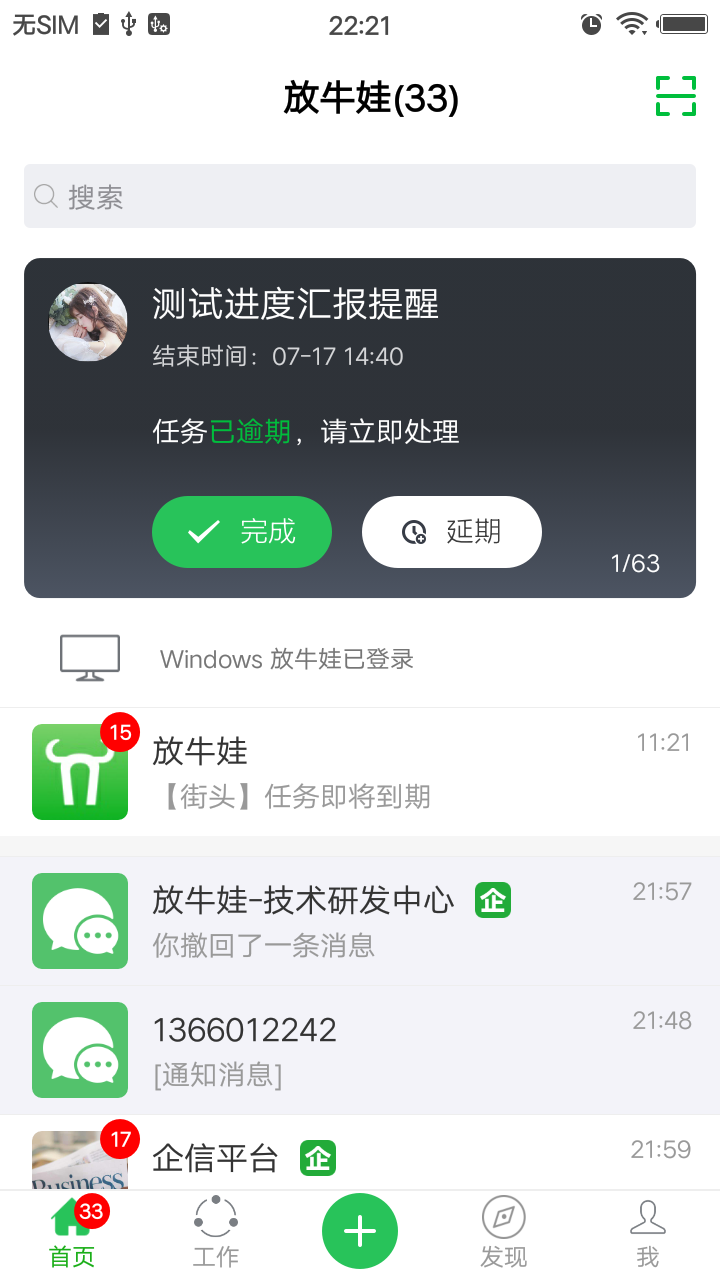 无SIM
22:21
放牛娃(33)
搜索
测试进度汇报提醒
结束时间：07-17 14:40
任务已逾期，请立即处理
完成
延期
1/63
Windows 放牛娃已登录
15
放牛娃
11:21
【街头】任务即将到期
放牛娃-技术研发中心 企
21:57
你撤回了一条消息
1366012242
21:48
[通知消息]
17
企信平台 企
21:59
Business
33
首页
工作
发现
我